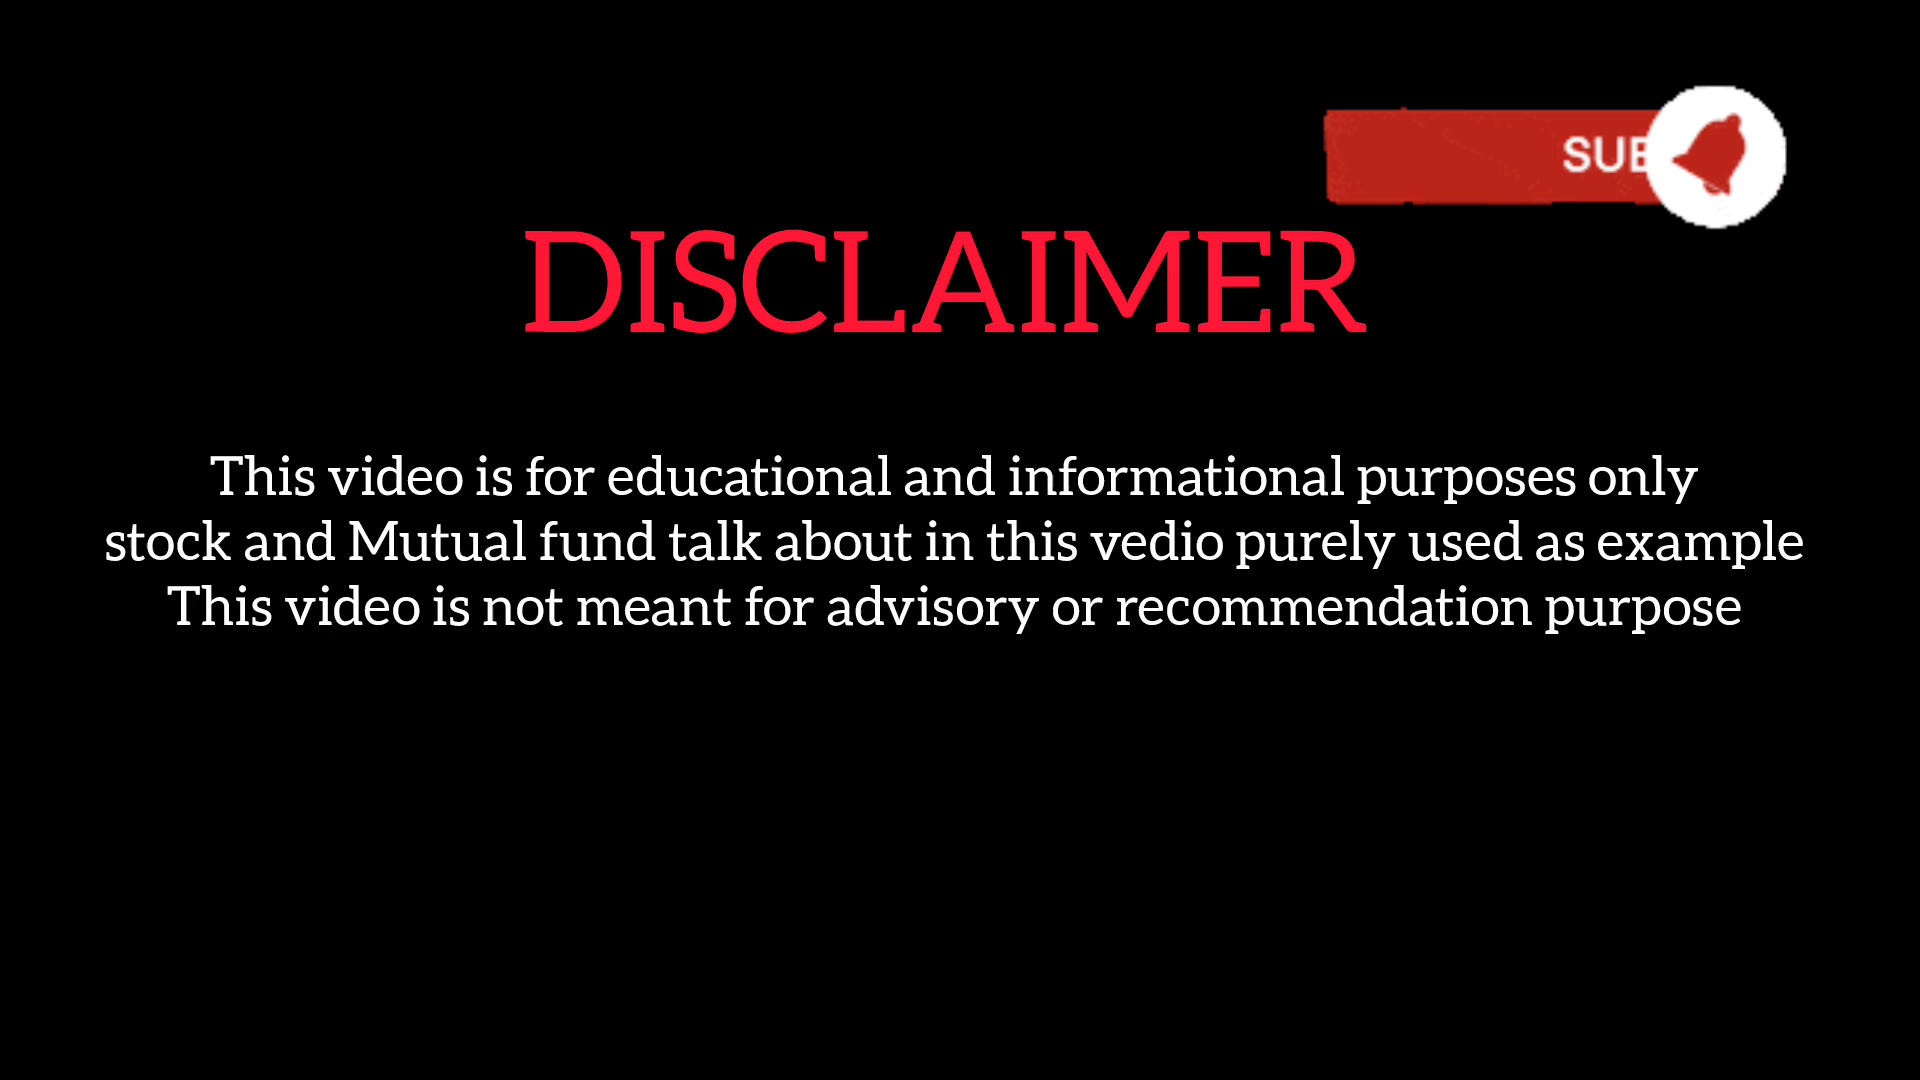 SUB
DISCLAIMER
This video is for educational and informational purposes only
stock and Mutual fund talk about in this vedio purely used as example
This video is not meant for advisory or recommendation purpose